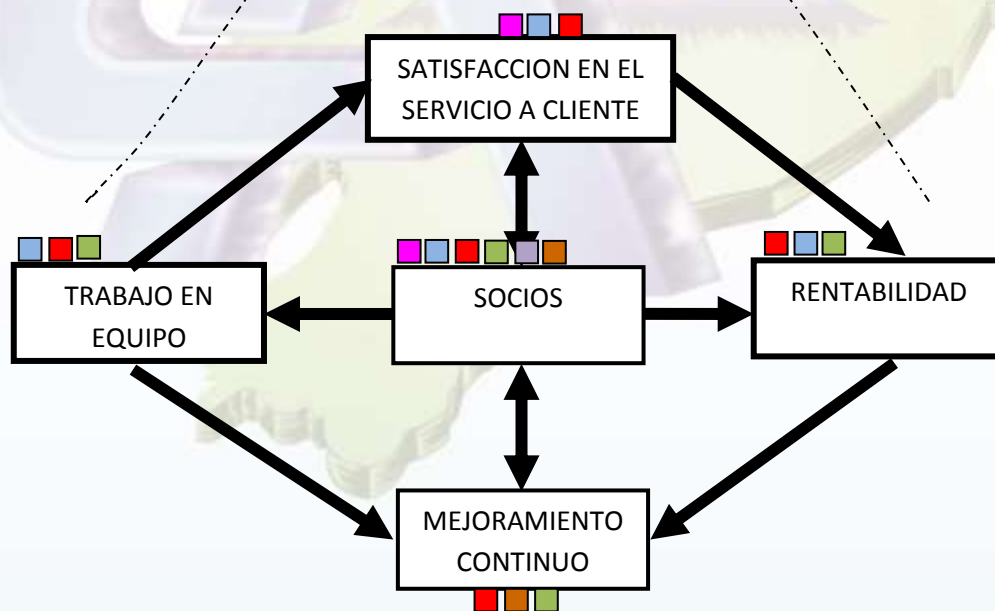 SATISFACCION EN EL
SERVICIO A CLIENTE
TRABAJO EN
EQUIPO
SOCIOS
RENTABILIDAD
MEJORAMIENTO
CONTINUO